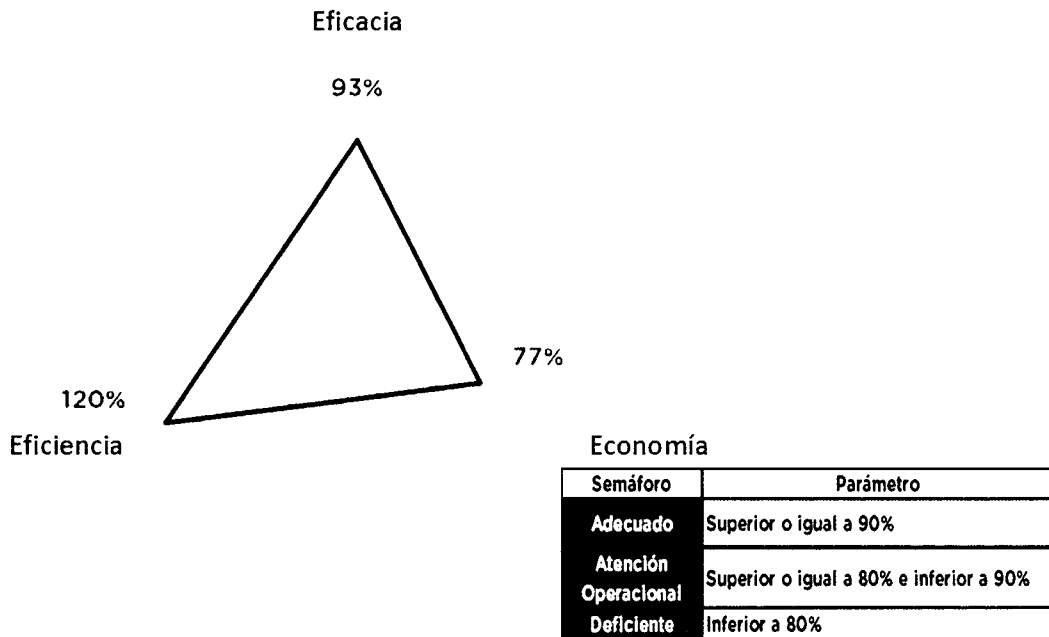 Eficacia
93%
77%
120%
Eficiencia
Economía
Semáforo Parámetro
Adecuado Superior o igual a 90%
Atención
Operacional
Superior o igual a 80% e inferior a 90%
Deficiente Inferior a 80%